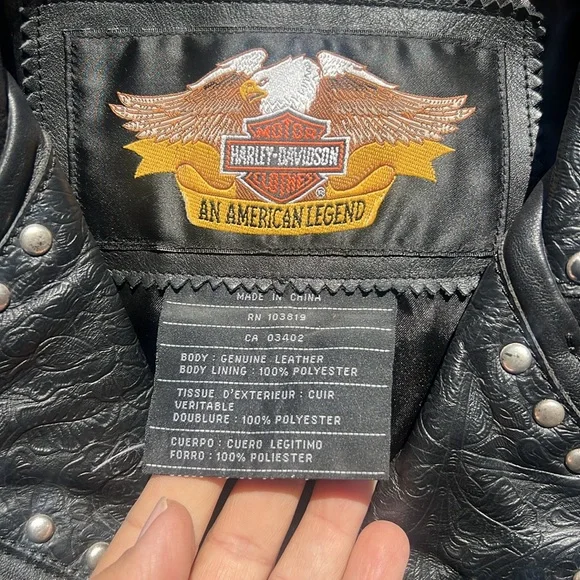 MOTOR
HARLEY-DAVIDSON
CLOTHES
®
AN AMERICAN LEGEND
MADE IN CHINA
RN 103819
CA 03402
BODY : GENUINE LEATHER
BODY LINING : 100% POLYESTER
TISSUE D'EXTERIEUR : CUIR
VERITABLE
DOUBLURE : 100% POLYESTER
CUERPO : CUERO LEGITIMO
FORRO : 100% POLIESTER